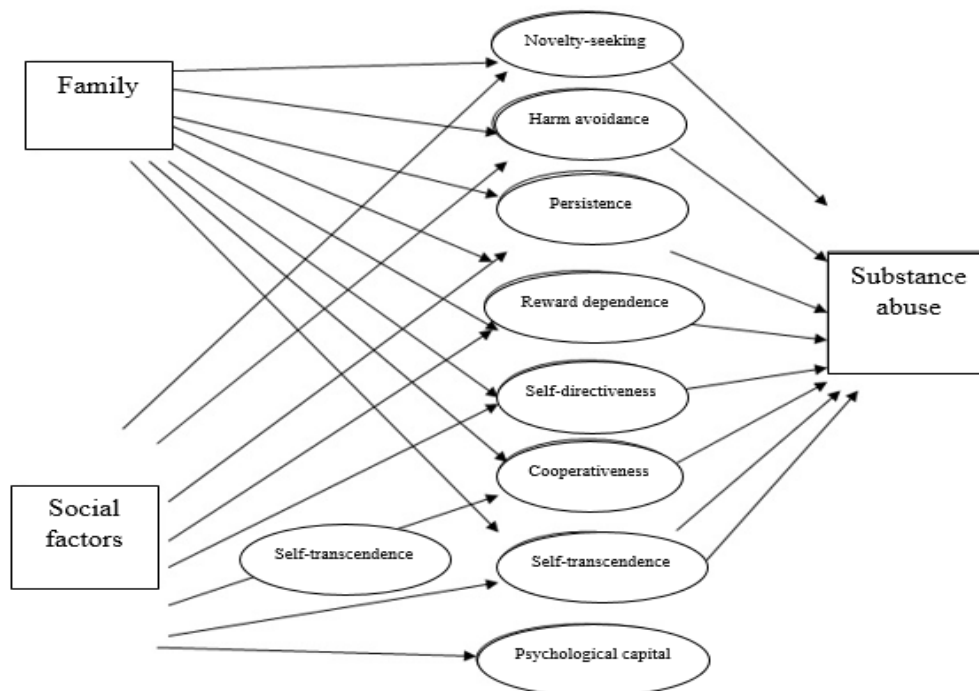 Novelty-seeking
Family
Harm avoidance
Persistence
Substance
abuse
Reward dependence
Self-directiveness
Cooperativeness
Social
factors
Self-transcendence
Self-transcendence
Psychological capital